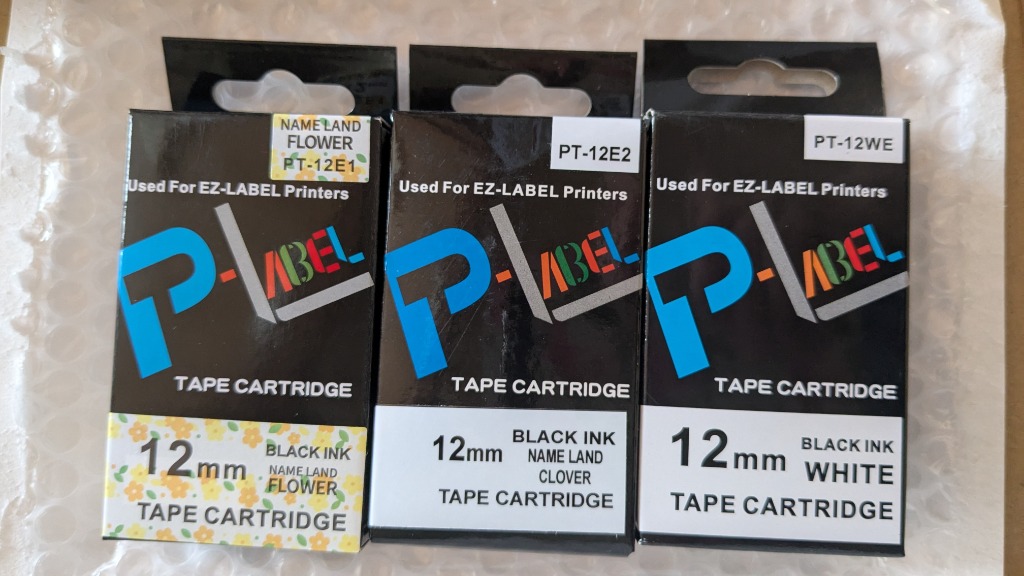 NAME LAND
FLOWER
PT-12E1
Used For EZ-LABEL Printers
P-LABEL
TAPE CARTRIDGE
12mm
BLACK INK
NAME LAND
FLOWER
TAPE CARTRIDGE
PT-12E2
Used For EZ-LABEL Printers
P-LABEL
TAPE CARTRIDGE
12mm
BLACK INK
NAME LAND
CLOVER
TAPE CARTRIDGE
PT-12WE
Used For EZ-LABEL Printers
P-LABEL
TAPE CARTRIDGE
12mm
BLACK INK
WHITE
TAPE CARTRIDGE